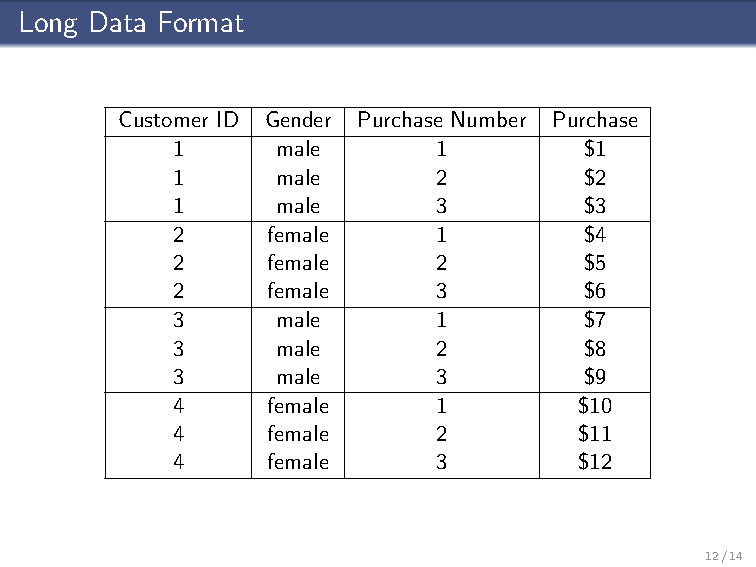 Long Data Format
Customer ID Gender Purchase Number Purchase
1 male 1 $1
1 male 2 $2
1 male 3 $3
2 female 1 $4
2 female 2 $5
2 female 3 $6
3 male 1 $7
3 male 2 $8
3 male 3 $9
4 female 1 $10
4 female 2 $11
4 female 3 $12
12 / 14